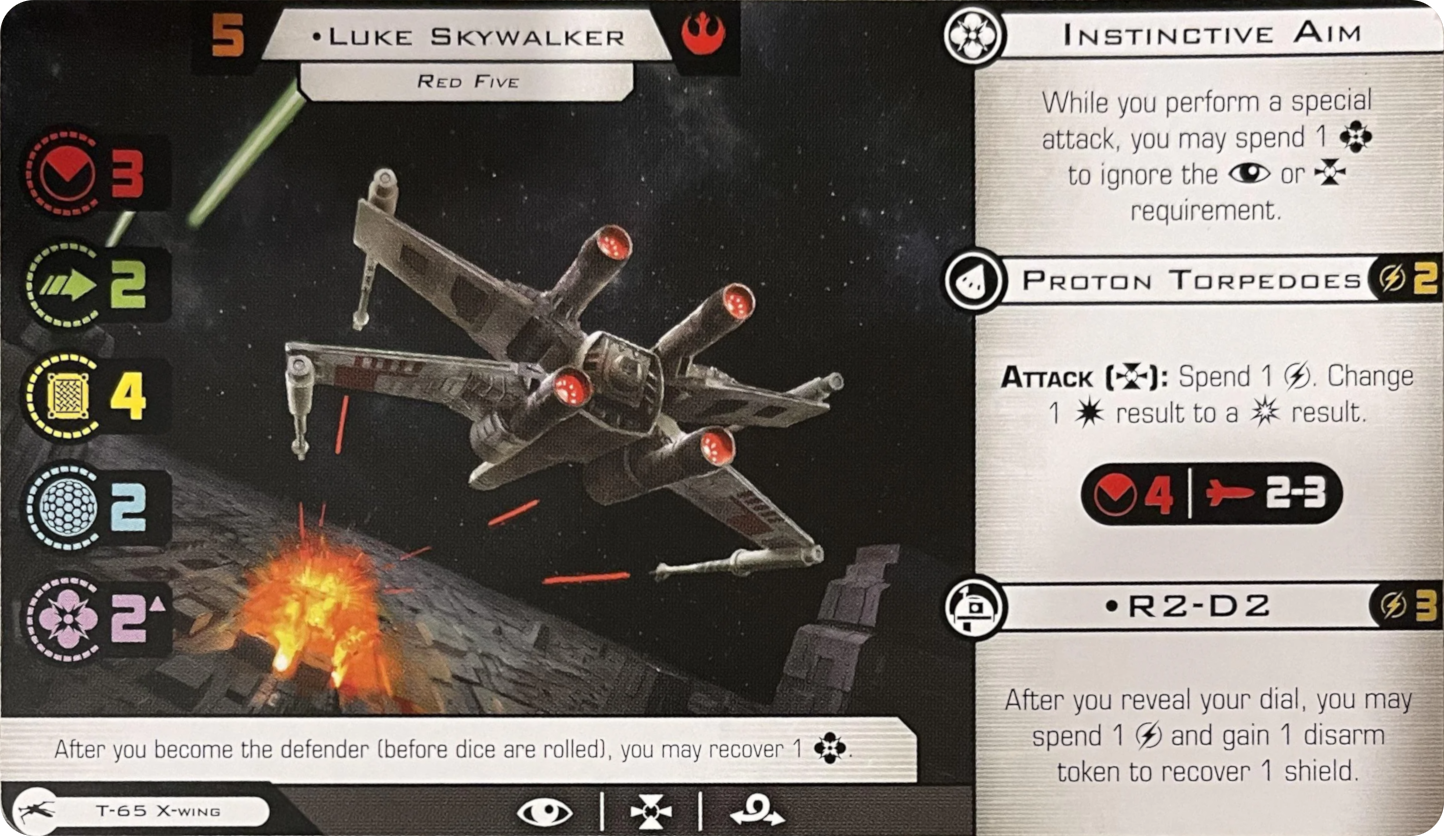 5
•Luke Skywalker
Red Five
3
2
4
2
2
After you become the defender (before dice are rolled), you may recover 1 .
T-65 X-wing
Instinctive Aim
While you perform a special
attack, you may spend 1
to ignore the or
requirement.
Proton Torpedoes 2
Attack ( ): Spend 1 . Change
1 result to a result.
4 | 2-3
•R2-D2 3
After you reveal your dial, you may
spend 1 and gain 1 disarm
token to recover 1 shield.